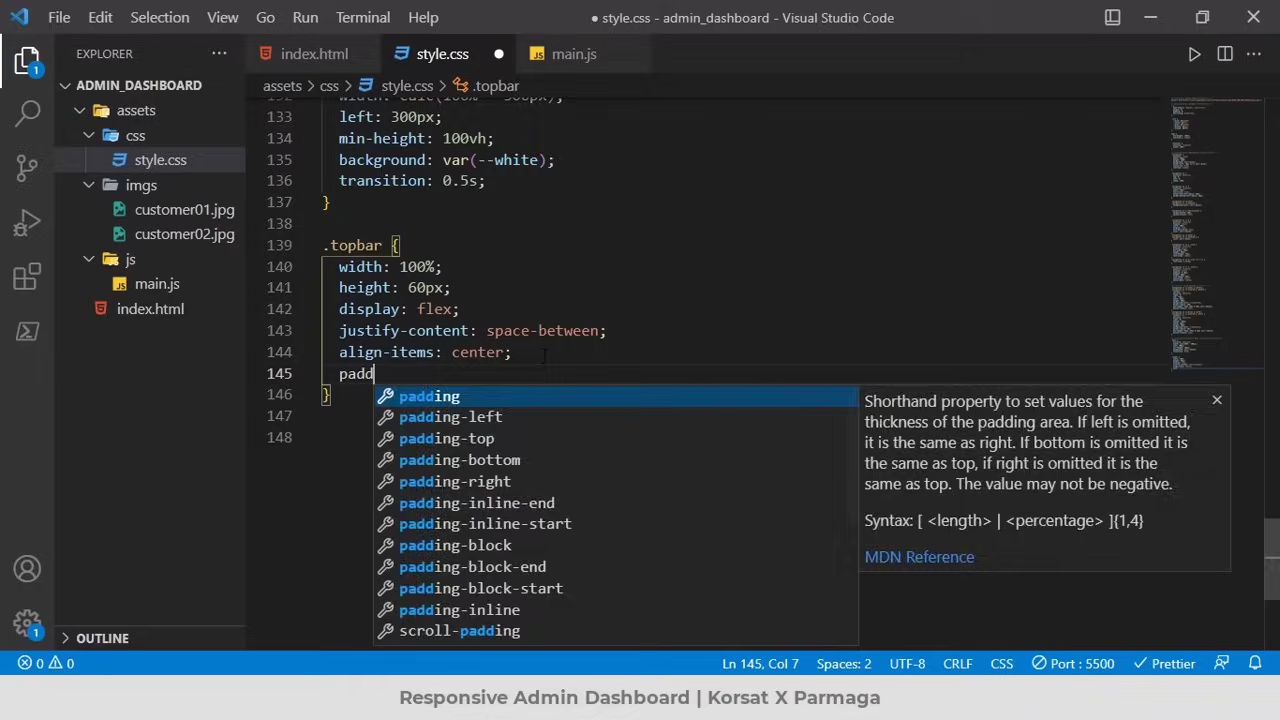 File Edit Selection View Go Run Terminal Help
● style.css - admin_dashboard - Visual Studio Code
EXPLORER
index.html
style.css
main.js
ADMIN_DASHBOARD
assets > css > style.css > .topbar
assets
css
style.css
imgs
customer01.jpg
customer02.jpg
js
main.js
index.html
OUTLINE
133 left: 300px;
134 min-height: 100vh;
135 background: var(--white);
136 transition: 0.5s;
137 }
138
139 .topbar {
140 width: 100%;
141 height: 60px;
142 display: flex;
143 justify-content: space-between;
144 align-items: center;
145 padd
146 }
147
148
padding
padding-left
padding-top
padding-bottom
padding-right
padding-inline-end
padding-inline-start
padding-block
padding-block-end
padding-block-start
padding-inline
scroll-padding
Shorthand property to set values for the
thickness of the padding area. If left is omitted,
it is the same as right. If bottom is omitted it is
the same as top, if right is omitted it is the
same as top. The value may not be negative.
Syntax: [ <length> | <percentage> ]{1,4}
MDN Reference
1
1
0 0
Ln 145, Col 7 Spaces: 2 UTF-8 CRLF CSS Port : 5500 Prettier
Responsive Admin Dashboard | Korsat X Parmaga